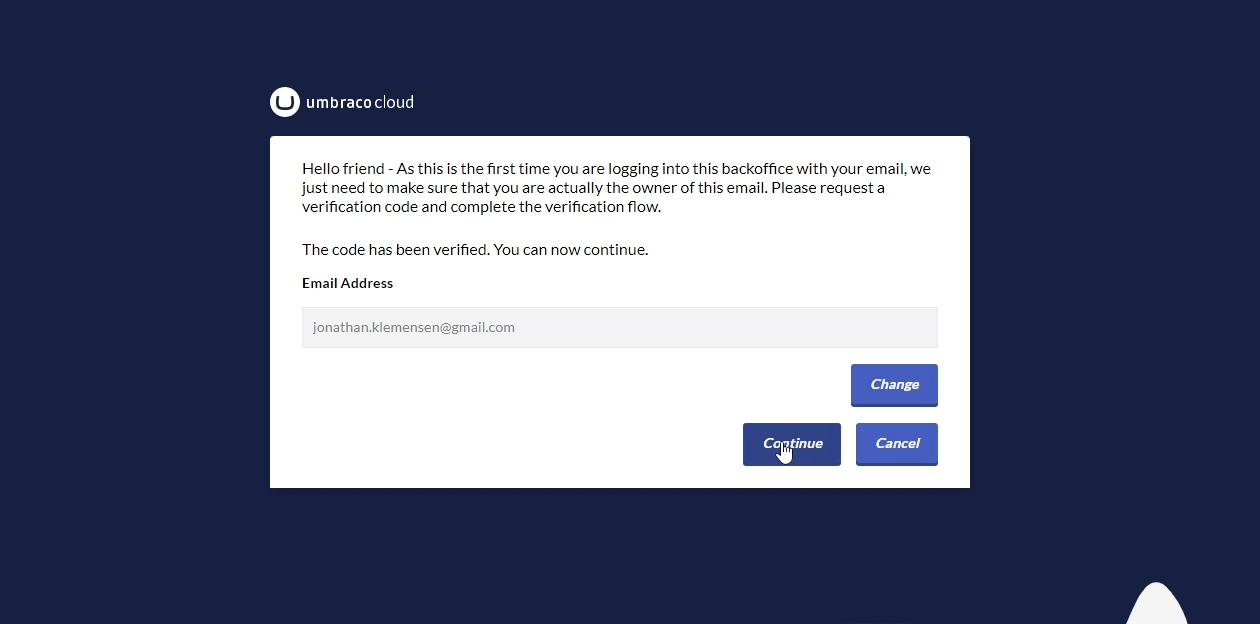 umbraco cloud
Hello friend - As this is the first time you are logging into this backoffice with your email, we
just need to make sure that you are actually the owner of this email. Please request a
verification code and complete the verification flow.
The code has been verified. You can now continue.
Email Address
jonathan.klemensen@gmail.com
Change
Continue
Cancel